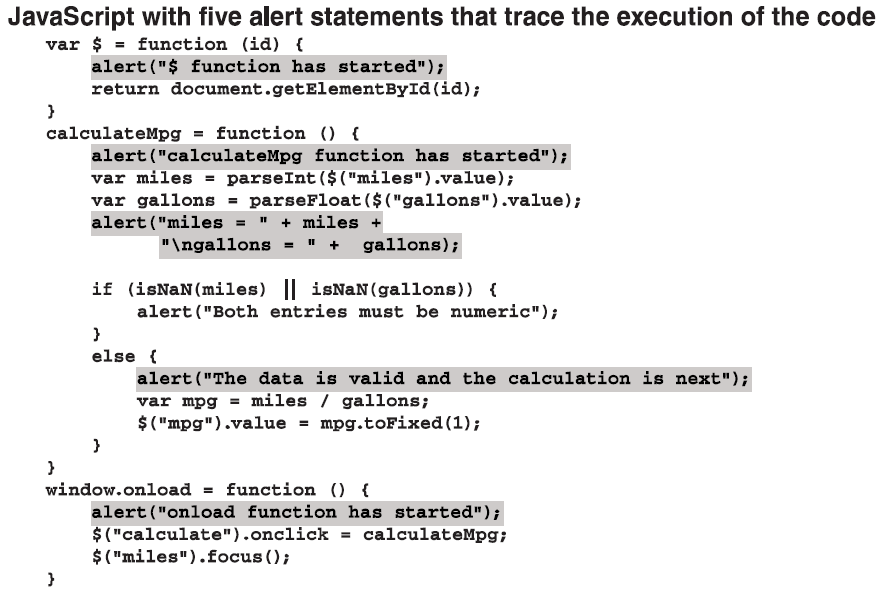 JavaScript with five alert statements that trace the execution of the code
var $ = function (id) {
    alert("$ function has started");
    return document.getElementById(id);
}
calculateMpg = function () {
    alert("calculateMpg function has started");
    var miles = parseInt($("miles").value);
    var gallons = parseFloat($("gallons").value);
    alert("miles = " + miles +
          "\ngallons = " +  gallons);

    if (isNaN(miles) || isNaN(gallons)) {
        alert("Both entries must be numeric");
    }
    else {
        alert("The data is valid and the calculation is next");
        var mpg = miles / gallons;
        $("mpg").value = mpg.toFixed(1);
    }
}
window.onload = function () {
    alert("onload function has started");
    $("calculate").onclick = calculateMpg;
    $("miles").focus();
}